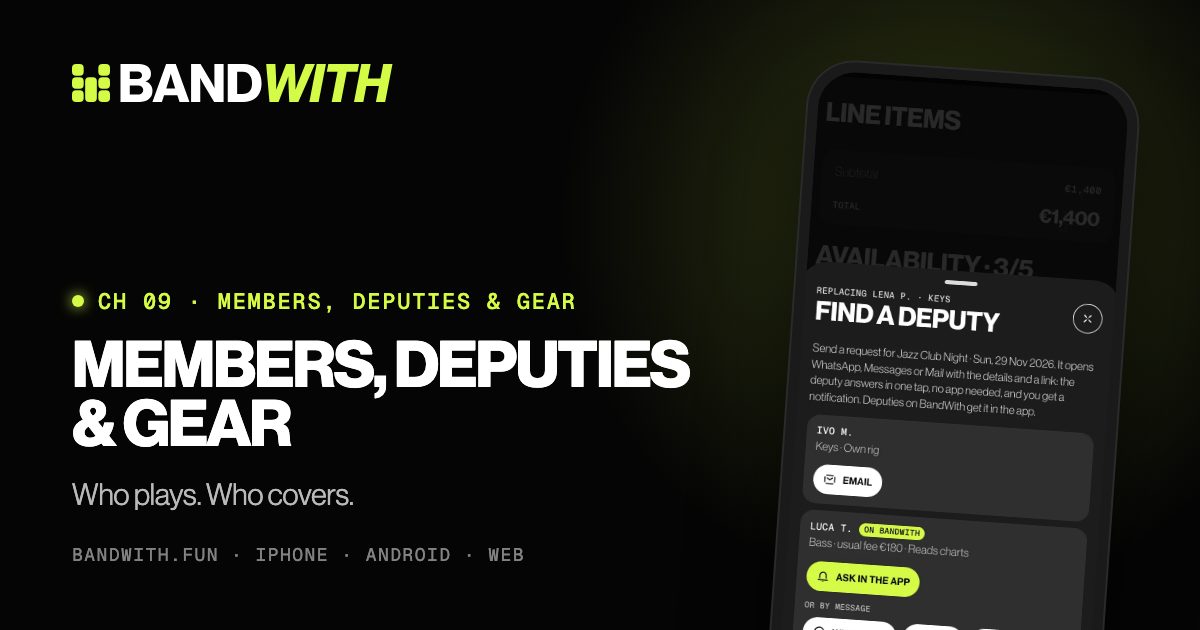 BANDWITH
CH 09 · MEMBERS, DEPUTIES & GEAR
MEMBERS, DEPUTIES
& GEAR
Who plays. Who covers.
BANDWITH.FUN · IPHONE · ANDROID · WEB
LINE ITEMS
Subtotal
€1,400
TOTAL
€1,400
AVAILABILITY · 3/5
REPLACING LENA P. · KEYS
FIND A DEPUTY
Send a request for Jazz Club Night · Sun, 29 Nov 2026. It opens
WhatsApp, Messages or Mail with the details and a link: the
deputy answers in one tap, no app needed, and you get a
notification. Deputies on BandWith get it in the app.
IVO M.
Keys · Own rig
EMAIL
LUCA T. ON BANDWITH
Bass · usual fee €180 · Reads charts
ASK IN THE APP
OR BY MESSAGE